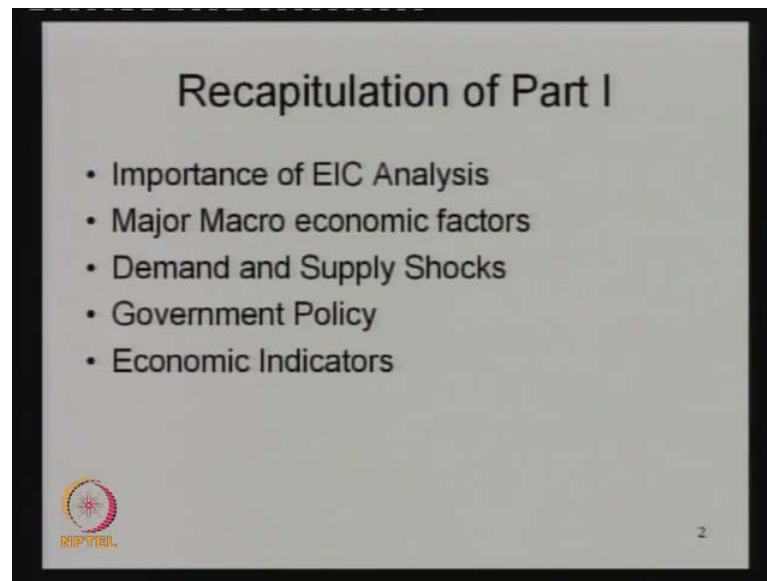 Recapitulation of Part I
• Importance of EIC Analysis
• Major Macro economic factors
• Demand and Supply Shocks
• Government Policy
• Economic Indicators
NPTEL
2